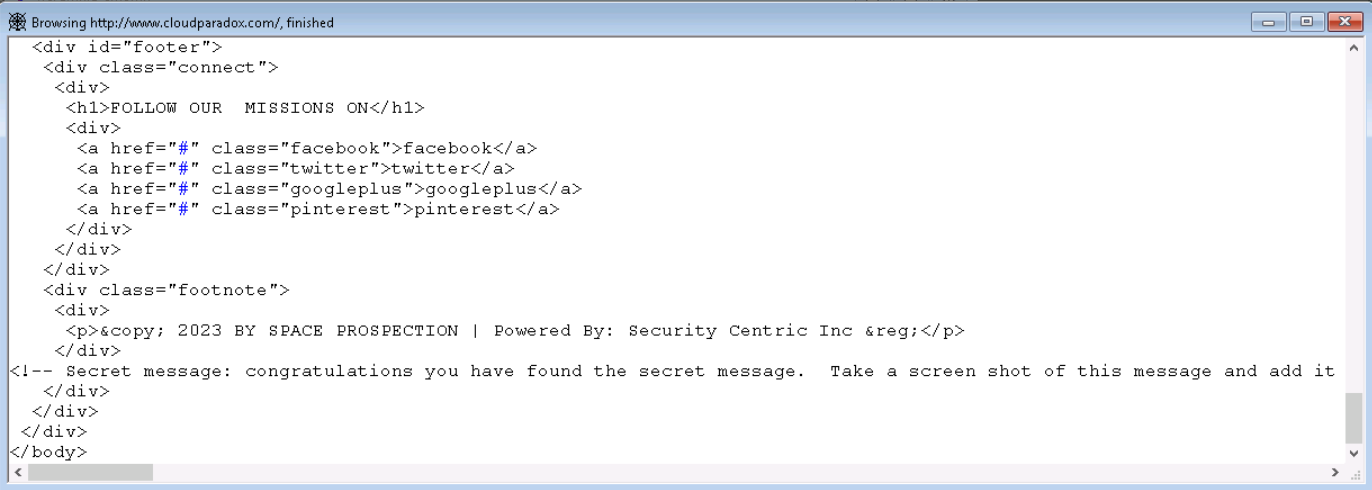 Browsing http://www.cloudparadox.com/, finished
<div id="footer">
<div class="connect">
<div>
<h1>FOLLOW OUR  MISSIONS ON</h1>
<div>
<a href="#" class="facebook">facebook</a>
<a href="#" class="twitter">twitter</a>
<a href="#" class="googleplus">googleplus</a>
<a href="#" class="pinterest">pinterest</a>
</div>
</div>
</div>
<div class="footnote">
<div>
<p>&copy; 2023 BY SPACE PROSPECTION | Powered By: Security Centric Inc &reg;</p>
</div>
<!-- Secret message: congratulations you have found the secret message.  Take a screen shot of this message and add it
</div>
</div>
</div>
</body>